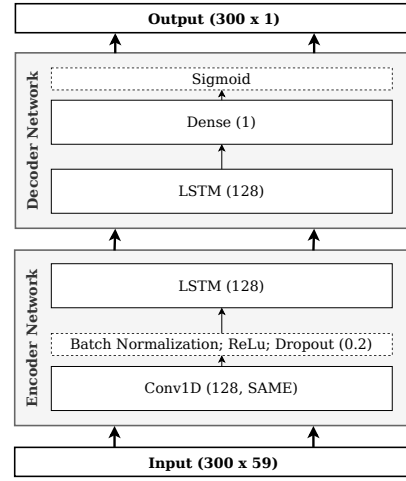 Output (300 x 1)
Decoder Network
Sigmoid
Dense (1)
LSTM (128)
Encoder Network
LSTM (128)
Batch Normalization; ReLu; Dropout (0.2)
Conv1D (128, SAME)
Input (300 x 59)